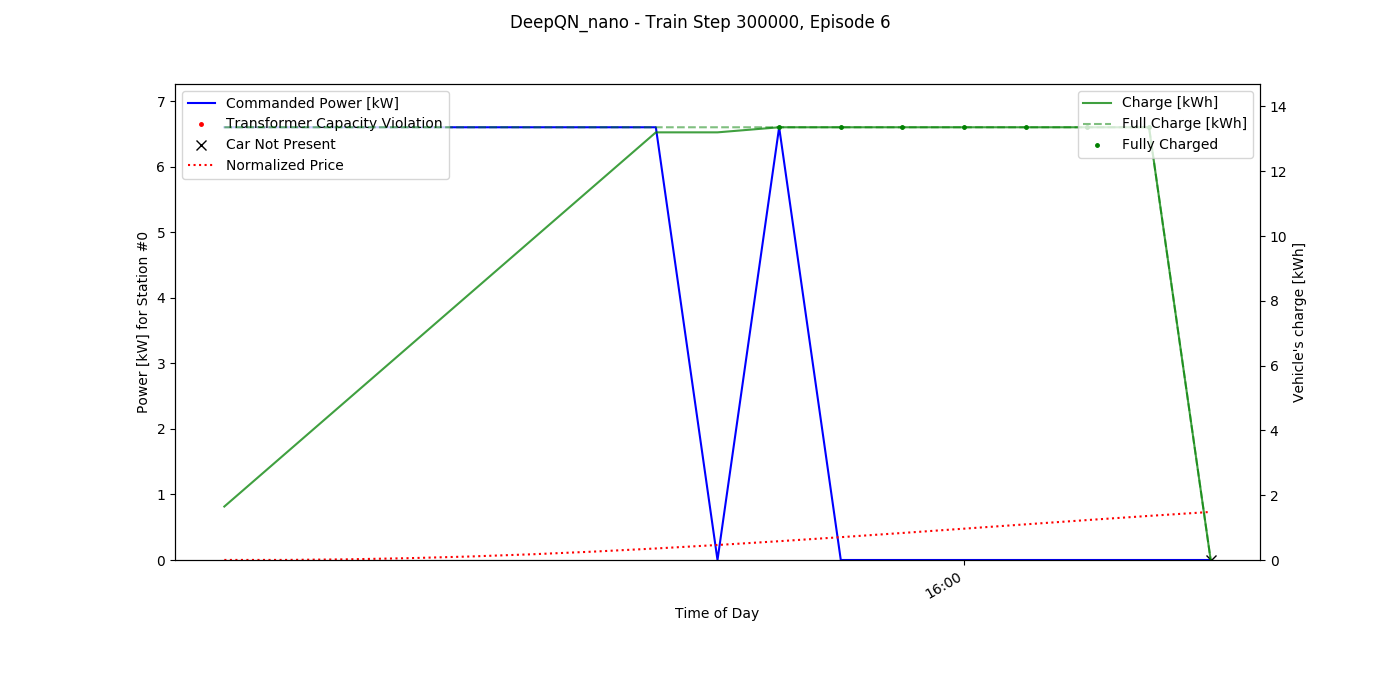 DeepQN_nano - Train Step 300000, Episode 6
Commanded Power [kW]
Transformer Capacity Violation
Car Not Present
Normalized Price
Charge [kWh]
Full Charge [kWh]
Fully Charged
7
6
5
4
3
2
1
0
Power [kW] for Station #0
14
12
10
8
6
4
2
0
Vehicle's charge [kWh]
16:00
Time of Day